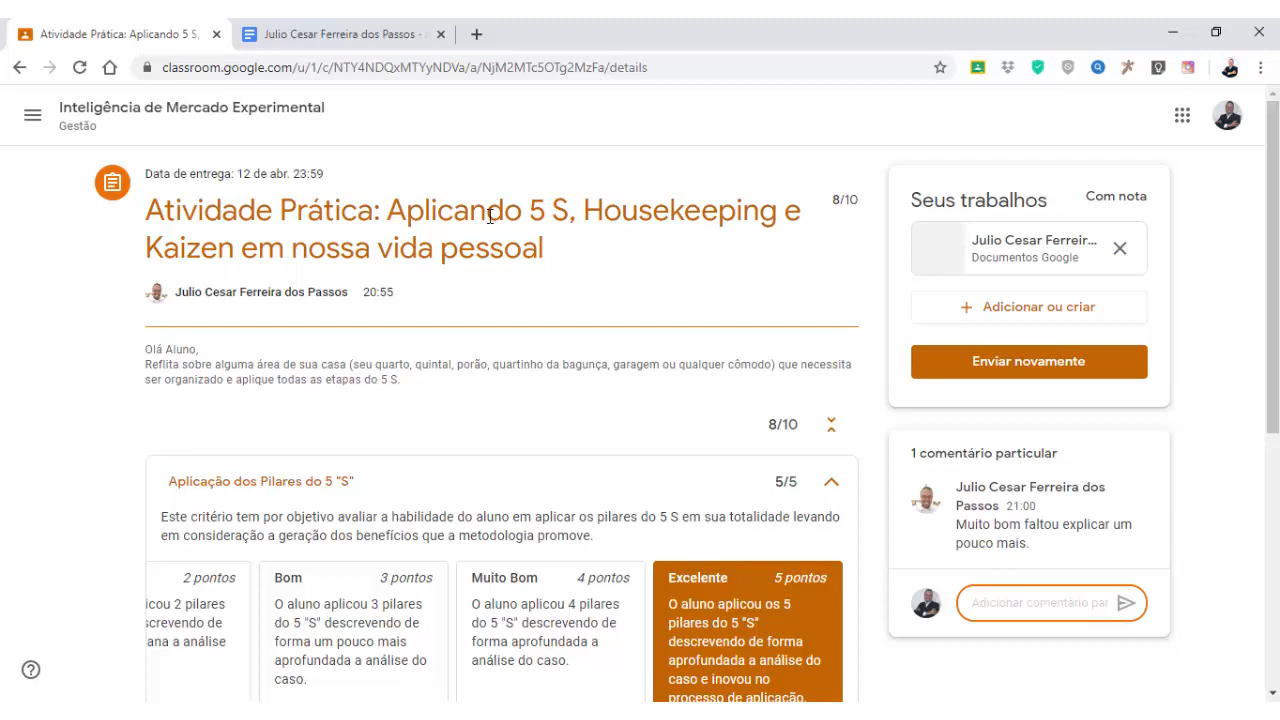 Atividade Prática: Aplicando 5 S,
Julio Cesar Ferreira dos Passos -
classroom.google.com/u/1/c/NTY4NDQxMTYyNDVa/a/NjM2MTc5OTg2MzFa/details
Inteligência de Mercado Experimental
Gestão
Data de entrega: 12 de abr. 23:59
Atividade Prática: Aplicando 5 S, Housekeeping e
Kaizen em nossa vida pessoal
8/10
Julio Cesar Ferreira dos Passos 20:55
Olá Aluno,
Reflita sobre alguma área de sua casa (seu quarto, quintal, porão, quartinho da bagunça, garagem ou qualquer cômodo) que necessita
ser organizado e aplique todas as etapas do 5 S.
8/10
Aplicação dos Pilares do 5 "S"
5/5
Este critério tem por objetivo avaliar a habilidade do aluno em aplicar os pilares do 5 S em sua totalidade levando
em consideração a geração dos benefícios que a metodologia promove.
2 pontos
icou 2 pilares
screvendo de
ana a análise
Bom 3 pontos
O aluno aplicou 3 pilares
do 5 "S" descrevendo de
forma um pouco mais
aprofundada a análise do
caso.
Muito Bom 4 pontos
O aluno aplicou 4 pilares
do 5 "S" descrevendo de
forma aprofundada a
análise do caso.
Excelente 5 pontos
O aluno aplicou os 5
pilares do 5 "S"
descrevendo de forma
aprofundada a análise do
caso e inovou no
processo de aplicação.
Seus trabalhos
Com nota
Julio Cesar Ferreir...
Documentos Google
+ Adicionar ou criar
Enviar novamente
1 comentário particular
Julio Cesar Ferreira dos
Passos 21:00
Muito bom faltou explicar um
pouco mais.
Adicionar comentário par